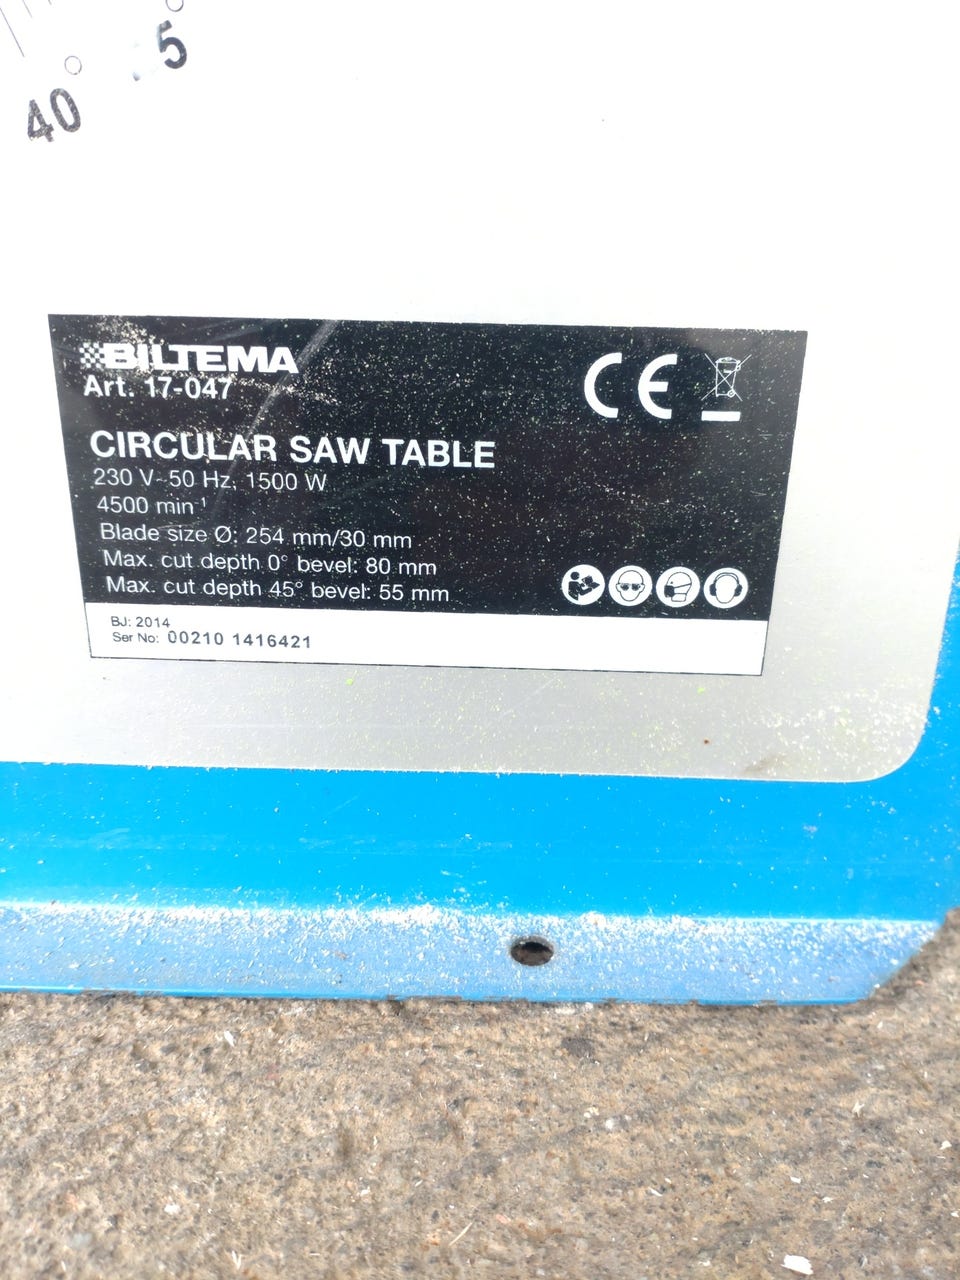 40°
5°
BILTEMA
Art. 17-047
CE
CIRCULAR SAW TABLE
230 V~50 Hz, 1500 W
4500 min⁻¹
Blade size Ø: 254 mm/30 mm
Max. cut depth 0° bevel: 80 mm
Max. cut depth 45° bevel: 55 mm
BJ: 2014
Ser No: 00210 1416421